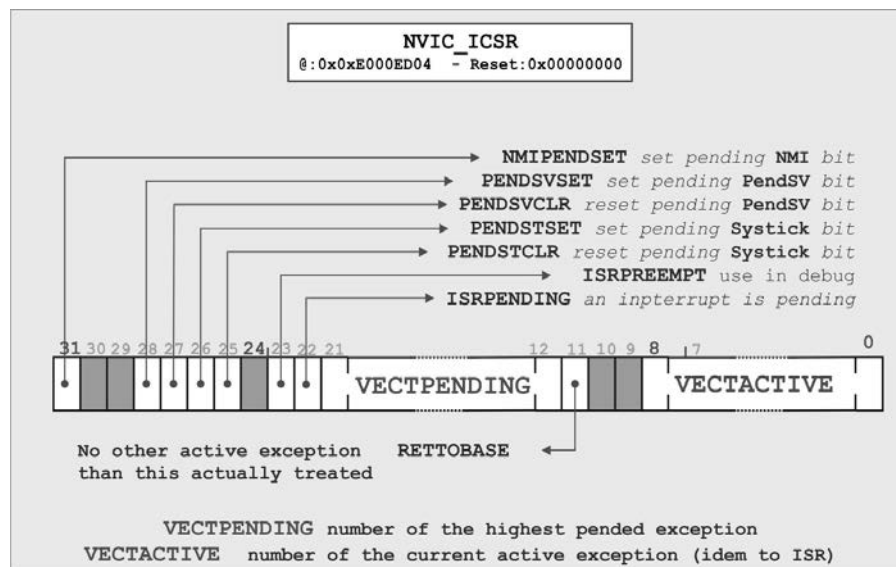 NVIC_ICSR
@:0x0xE000ED04 - Reset:0x00000000
NMIPENDSET set pending NMI bit
PENDSVSET set pending PendSV bit
PENDSVCLR reset pending PendSV bit
PENDSTSET set pending Systick bit
PENDSTCLR reset pending Systick bit
ISRPREEMPT use in debug
ISRPENDING an inpterrupt is pending
31 30 29 28 27 26 25 24 23 22 21 12 11 10 9 8 7 0
VECTPENDING VECTACTIVE
No other active exception RETTOBASE
than this actually treated
VECTPENDING number of the highest pended exception
VECTACTIVE number of the current active exception (idem to ISR)